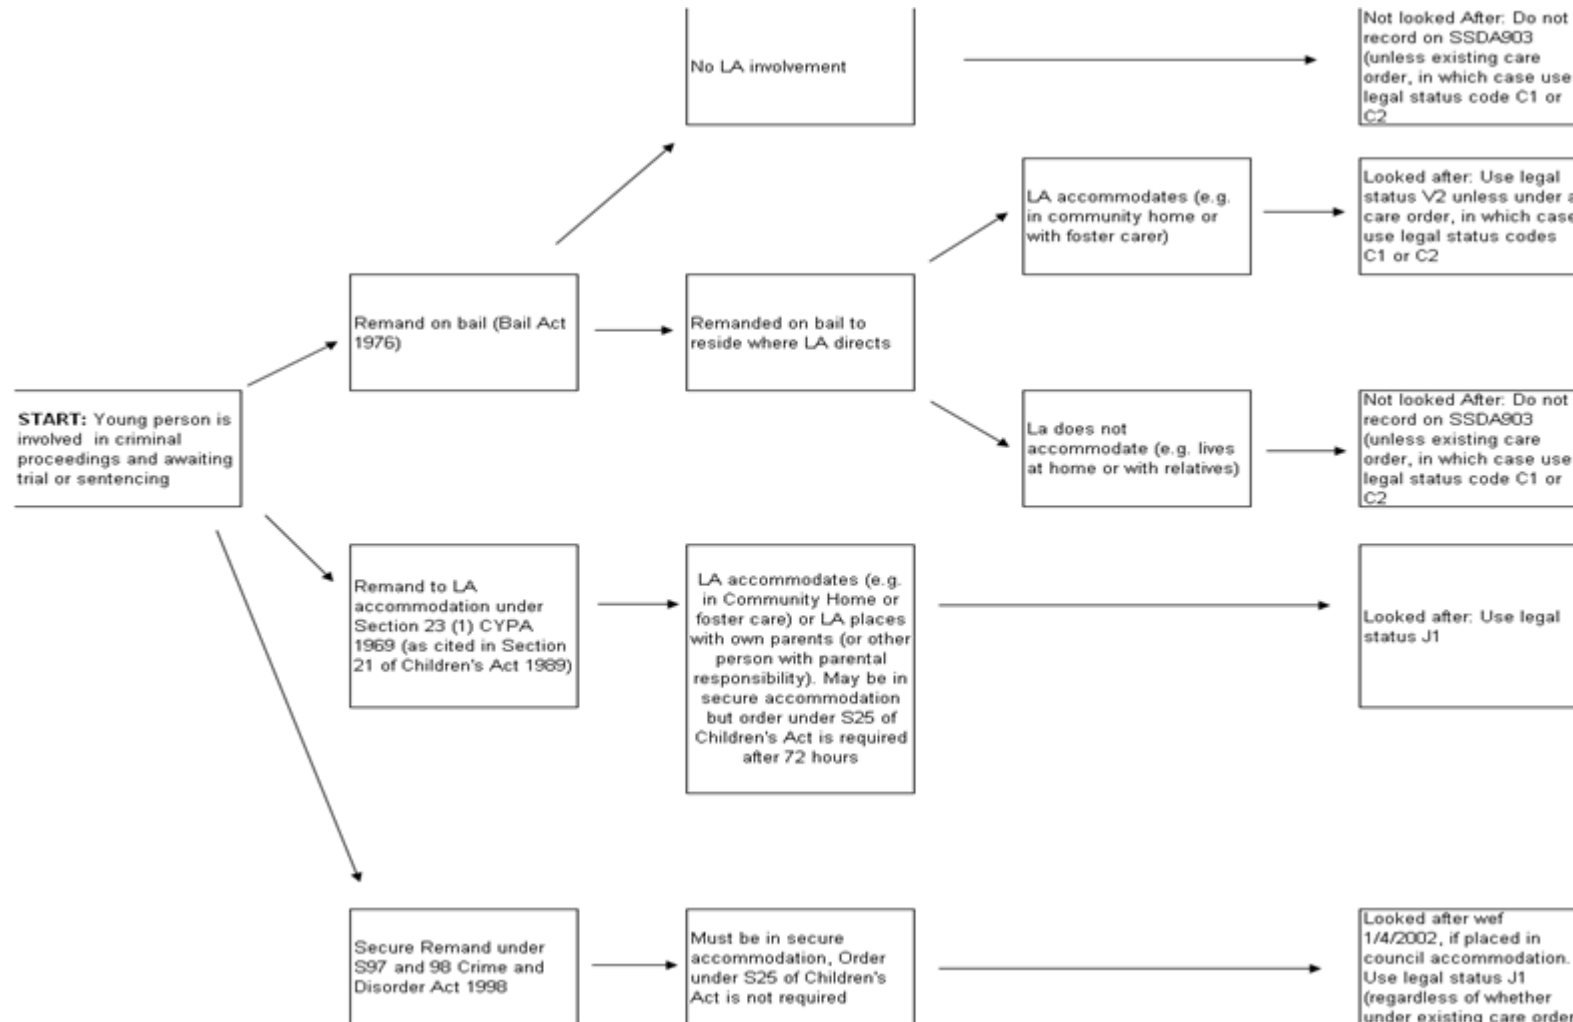 No LA involvement
Not looked After: Do not
record on SSDA903
(unless existing care
order, in which case use
legal status code C1 or
C2
LA accommodates (e.g.
in community home or
with foster carer)
Looked after: Use legal
status V2 unless under a
care order, in which case
use legal status codes
C1 or C2
Remand on bail (Bail Act
1976)
Remanded on bail to
reside where LA directs
START: Young person is
involved in criminal
proceedings and awaiting
trial or sentencing
La does not
accommodate (e.g. lives
at home or with relatives)
Not looked After: Do not
record on SSDA903
(unless existing care
order, in which case use
legal status code C1 or
C2
Remand to LA
accommodation under
Section 23 (1) CYPA
1969 (as cited in Section
21 of Children's Act 1989)
LA accommodates (e.g.
in Community Home or
foster care) or LA places
with own parents (or other
person with parental
responsibility). May be in
secure accommodation
but order under S25 of
Children's Act is required
after 72 hours
Looked after: Use legal
status J1
Secure Remand under
S97 and 98 Crime and
Disorder Act 1998
Must be in secure
accommodation, Order
under S25 of Children's
Act is not required
Looked after wef
1/4/2002, if placed in
council accommodation.
Use legal status J1
(regardless of whether
under existing care order